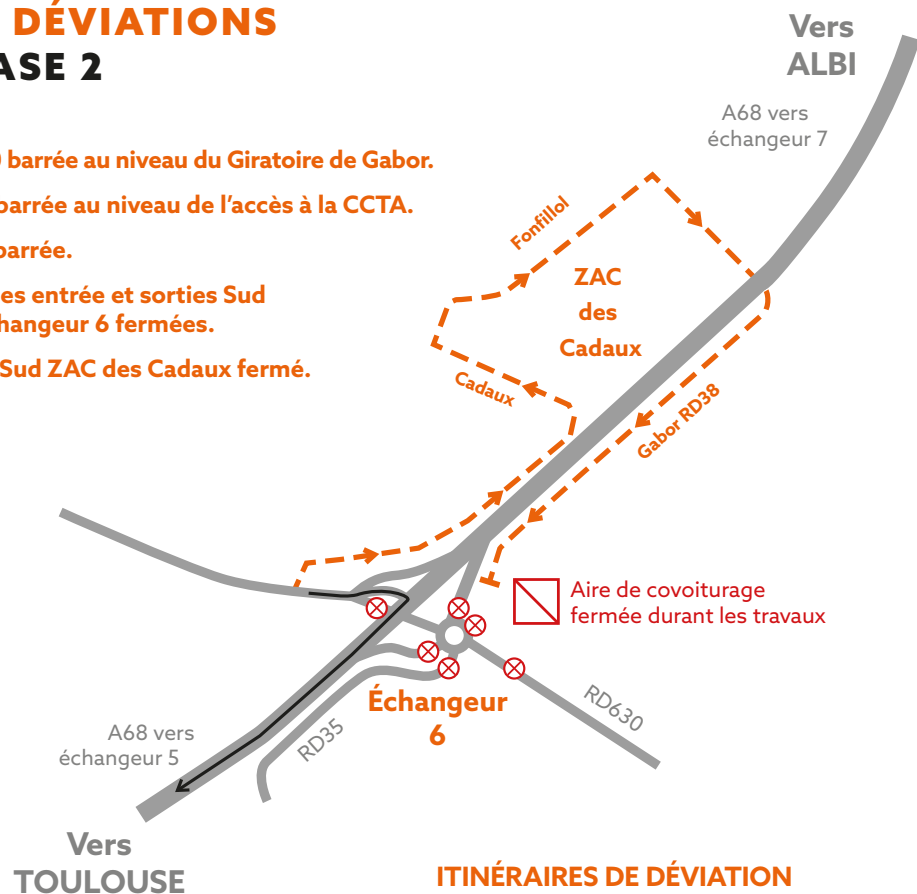 DÉVIATIONS
ASE 2
barrée au niveau du Giratoire de Gabor.
barrée au niveau de l'accès à la CCTA.
barrée.
es entrée et sorties Sud
hangeur 6 fermées.
Sud ZAC des Cadaux fermé.
Vers
ALBI
A68 vers
échangeur 7
Fonfillol
ZAC
des
Cadaux
Cadaux
Gabor RD38
Aire de covoiturage
fermée durant les travaux
Échangeur
6
RD630
RD35
A68 vers
échangeur 5
Vers
TOULOUSE
ITINÉRAIRES DE DÉVIATION